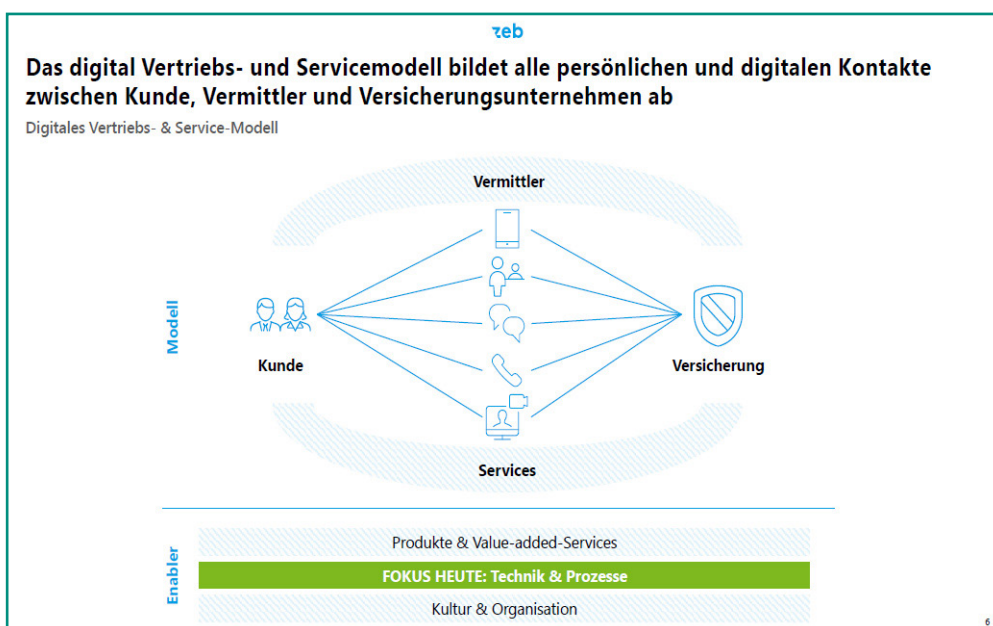 zeb
Das digital Vertriebs- und Servicemodell bildet alle persönlichen und digitalen Kontakte
zwischen Kunde, Vermittler und Versicherungsunternehmen ab
Digitales Vertriebs- & Service-Modell
Vermittler
Modell
Kunde
Versicherung
Services
Enabler
Produkte & Value-added-Services
FOKUS HEUTE: Technik & Prozesse
Kultur & Organisation
6